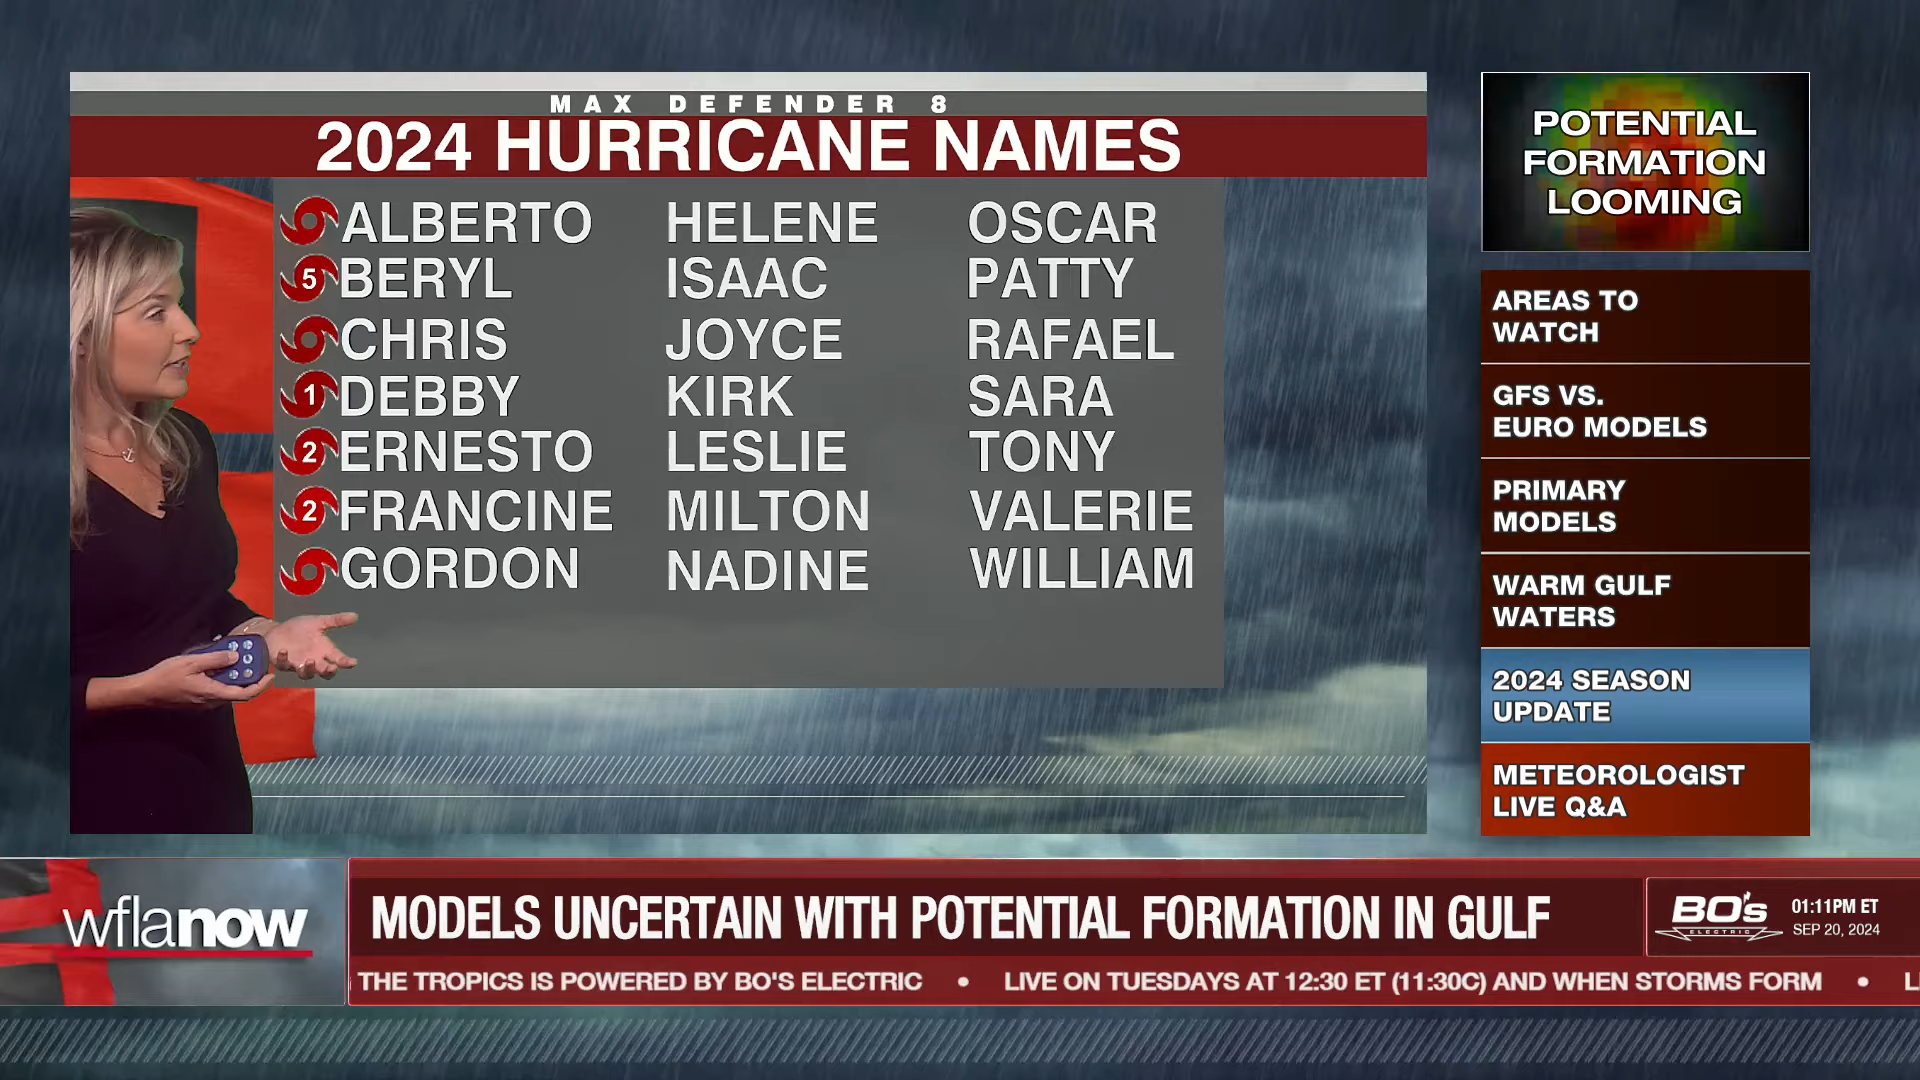 MAX DEFENDER 8
2024 HURRICANE NAMES
ALBERTO
5 BERYL
CHRIS
1 DEBBY
2 ERNESTO
2 FRANCINE
GORDON
HELENE
ISAAC
JOYCE
KIRK
LESLIE
MILTON
NADINE
OSCAR
PATTY
RAFAEL
SARA
TONY
VALERIE
WILLIAM
POTENTIAL
FORMATION
LOOMING
AREAS TO
WATCH
GFS VS.
EURO MODELS
PRIMARY
MODELS
WARM GULF
WATERS
2024 SEASON
UPDATE
METEOROLOGIST
LIVE Q&A
wflanow
MODELS UNCERTAIN WITH POTENTIAL FORMATION IN GULF
BO's
ELECTRIC
01:11PM ET
SEP 20, 2024
THE TROPICS IS POWERED BY BO'S ELECTRIC • LIVE ON TUESDAYS AT 12:30 ET (11:30C) AND WHEN STORMS FORM •